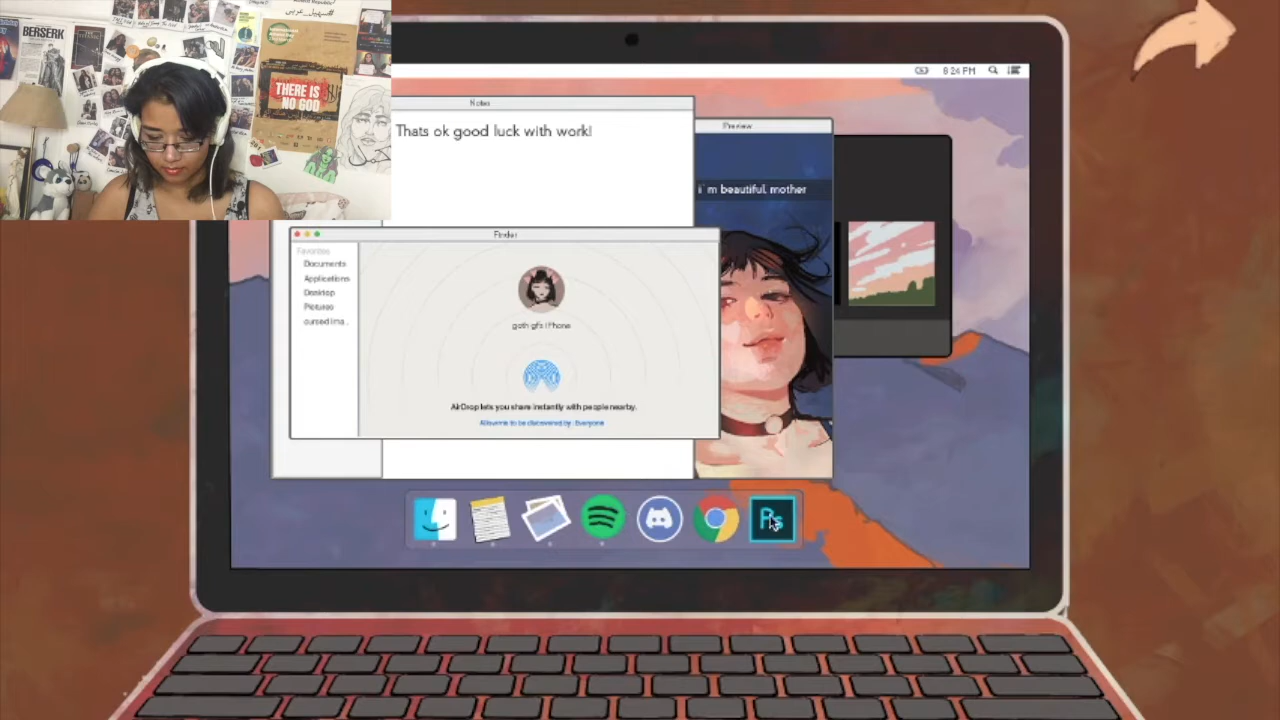 BERSERK
THERE IS
NO GOD
8:24 PM
Notes
Thats ok good luck with work!
Preview
i'm beautiful, mother
Finder
Favorites
Documents
Applications
Desktop
Pictures
cursed ima..
goth gfs iPhone
AirDrop lets you share instantly with people nearby.
Allow me to be discovered by: Everyone
Ps